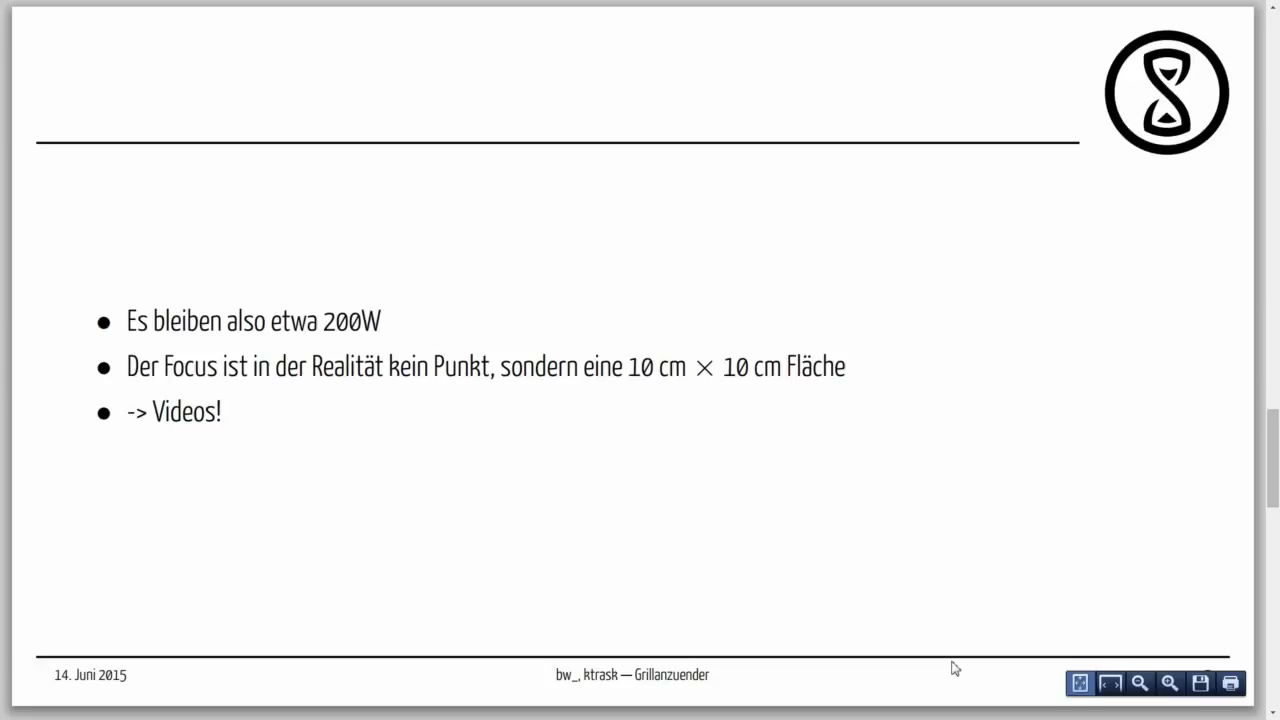 ● Es bleiben also etwa 200W
● Der Focus ist in der Realität kein Punkt, sondern eine 10 cm × 10 cm Fläche
● -> Videos!
14. Juni 2015
bw_, ktrask — Grillanzuender